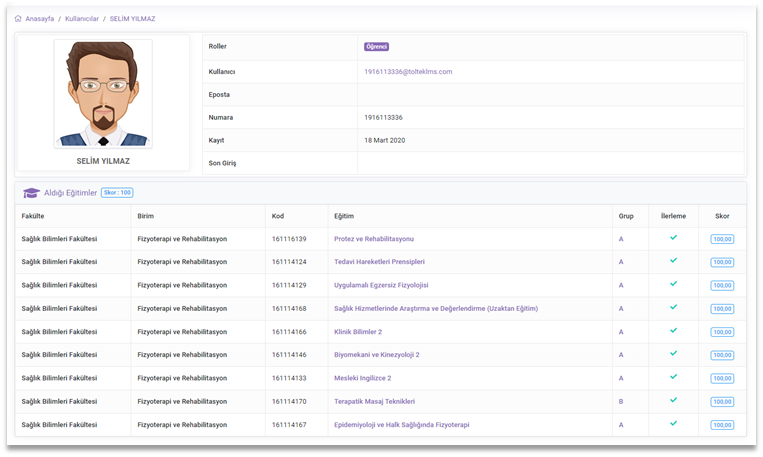 Anasayfa / Kullanıcılar / SELİM YILMAZ
Roller Öğrenci
Kullanıcı 1916113336@tolteklms.com
Eposta
Numara 1916113336
Kayıt 18 Mart 2020
Son Giriş
SELİM YILMAZ
Aldığı Eğitimler Skor : 100
Fakülte Birim Kod Eğitim Grup İlerleme Skor
Sağlık Bilimleri Fakültesi Fizyoterapi ve Rehabilitasyon 161116139 Protez ve Rehabilitasyonu A 100,00
Sağlık Bilimleri Fakültesi Fizyoterapi ve Rehabilitasyon 161114124 Tedavi Hareketleri Prensipleri A 100,00
Sağlık Bilimleri Fakültesi Fizyoterapi ve Rehabilitasyon 161114129 Uygulamalı Egzersiz Fizyolojisi A 100,00
Sağlık Bilimleri Fakültesi Fizyoterapi ve Rehabilitasyon 161114168 Sağlık Hizmetlerinde Araştırma ve Değerlendirme (Uzaktan Eğitim) A 100,00
Sağlık Bilimleri Fakültesi Fizyoterapi ve Rehabilitasyon 161114166 Klinik Bilimler 2 A 100,00
Sağlık Bilimleri Fakültesi Fizyoterapi ve Rehabilitasyon 161114146 Biyomekani ve Kinezyoloji 2 A 100,00
Sağlık Bilimleri Fakültesi Fizyoterapi ve Rehabilitasyon 161114133 Mesleki Ingilizce 2 A 100,00
Sağlık Bilimleri Fakültesi Fizyoterapi ve Rehabilitasyon 161114170 Terapatik Masaj Teknikleri B 100,00
Sağlık Bilimleri Fakültesi Fizyoterapi ve Rehabilitasyon 161114167 Epidemiyoloji ve Halk Sağlığında Fizyoterapi A 100,00